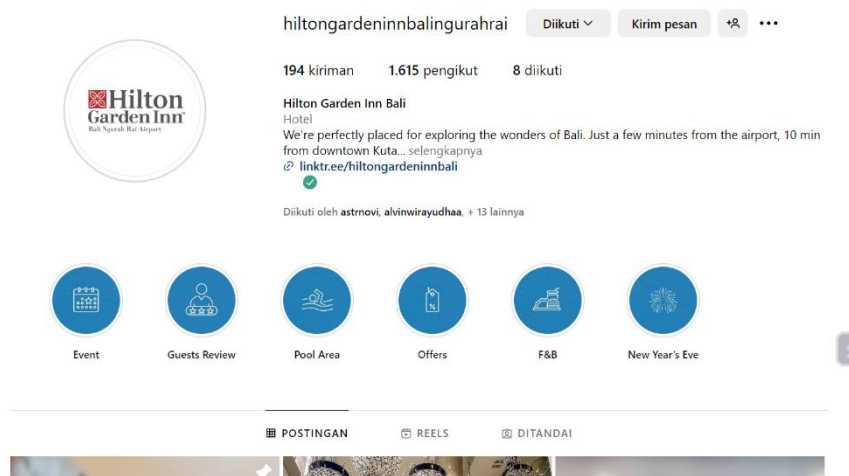 hiltongardeninnbalingurahrai Diikuti Kirim pesan
194 kiriman 1.615 pengikut 8 diikuti
Hilton Garden Inn Bali
Hotel
We're perfectly placed for exploring the wonders of Bali. Just a few minutes from the airport, 10 min
from downtown Kuta... selengkapnya
linktr.ee/hiltongardeninnbali
Diikuti oleh astrnovi, alvinwirayudhaa, + 13 lainnya
Hilton
Garden Inn
Bali Ngurah Rai Airport
Event Guests Review Pool Area Offers F&B New Year's Eve
POSTINGAN REELS DITANDAI